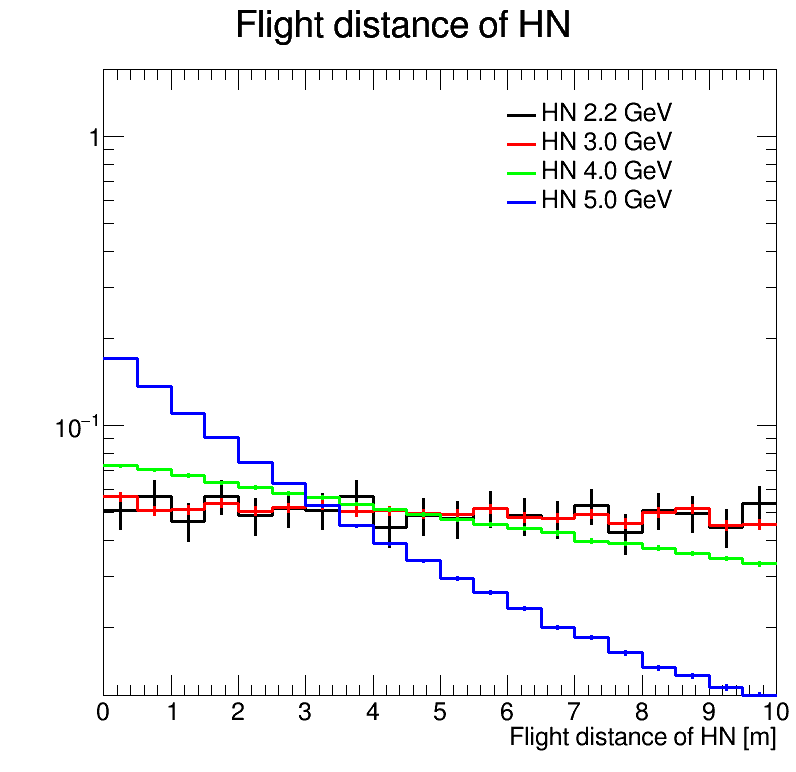 Flight distance of HN
HN 2.2 GeV
HN 3.0 GeV
HN 4.0 GeV
HN 5.0 GeV
1
10⁻¹
0 1 2 3 4 5 6 7 8 9 10
Flight distance of HN [m]